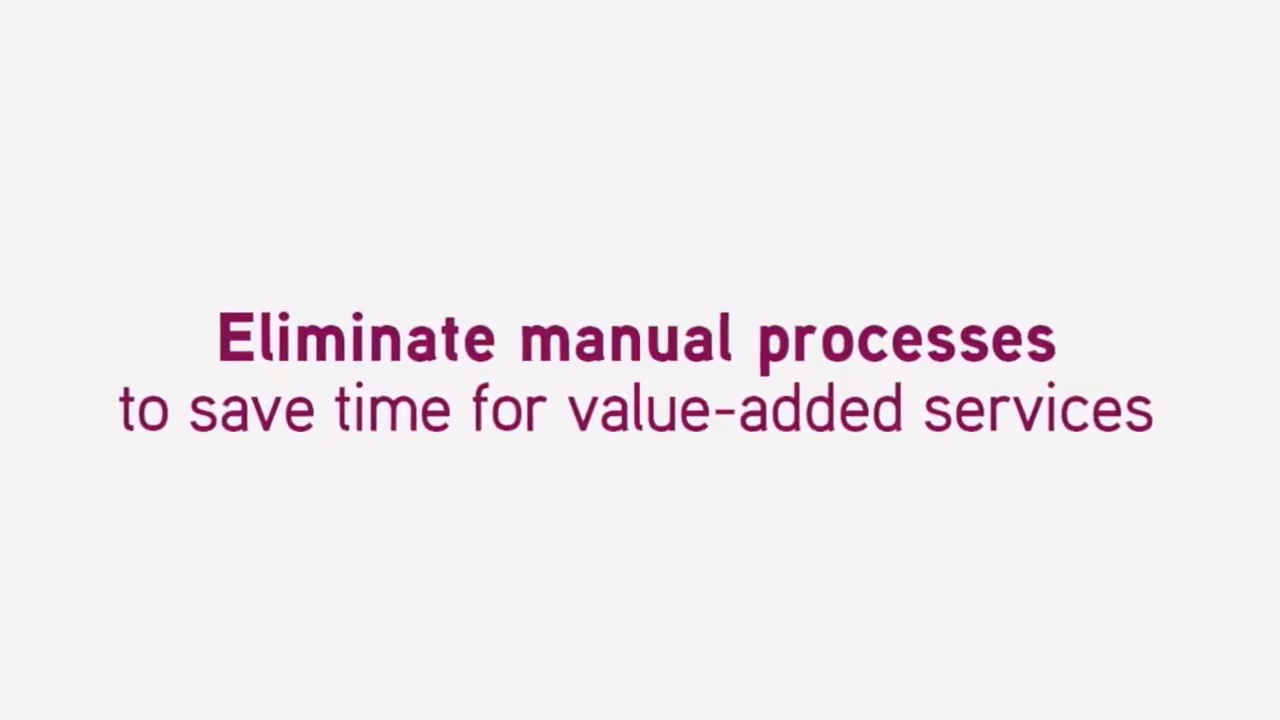 Eliminate manual processes
to save time for value-added services